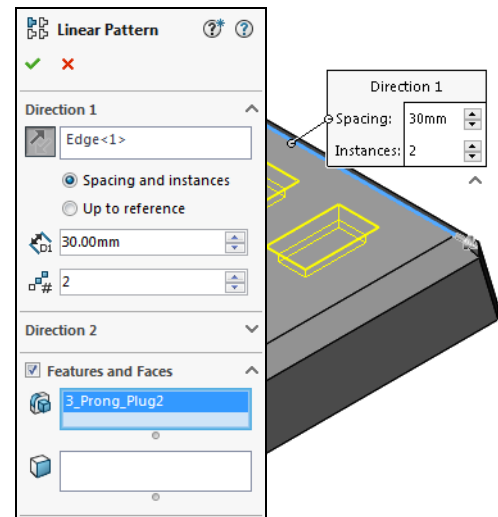 Linear Pattern
Direction 1
Edge<1>
Spacing and instances
Up to reference
D1 30.00mm
# 2
Direction 2
Features and Faces
3_Prong_Plug2
Direction 1
Spacing: 30mm
Instances: 2